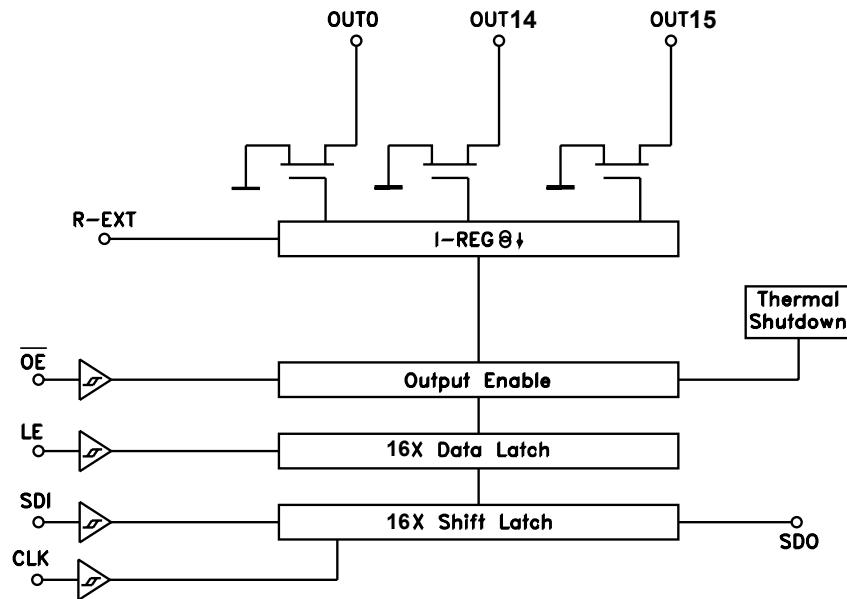 OUT0 OUT14 OUT15
R-EXT
I-REG
Thermal
Shutdown
OE
Output Enable
LE
16X Data Latch
SDI
16X Shift Latch
SDO
CLK